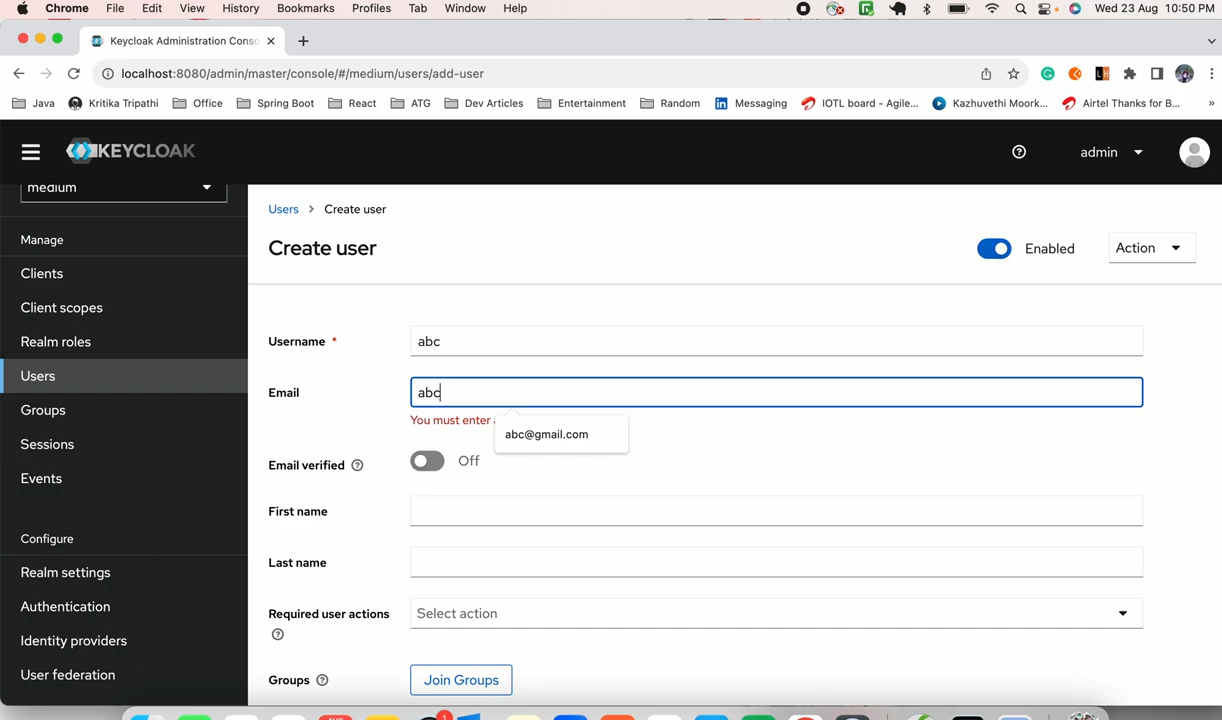 Chrome File Edit View History Bookmarks Profiles Tab Window Help Wed 23 Aug 10:50 PM
Keycloak Administration Conso
localhost:8080/admin/master/console/#/medium/users/add-user
Java Kritika Tripathi Office Spring Boot React ATG Dev Articles Entertainment Random Messaging IOTL board - Agile... Kazhuvethi Moork... Airtel Thanks for B... »
KEYCLOAK admin
medium
Users > Create user
Create user Enabled Action
Manage
Clients
Client scopes
Realm roles
Users
Groups
Sessions
Events
Configure
Realm settings
Authentication
Identity providers
User federation
Username * abc
Email abc
You must enter
abc@gmail.com
Email verified Off
First name
Last name
Required user actions Select action
Groups Join Groups
1